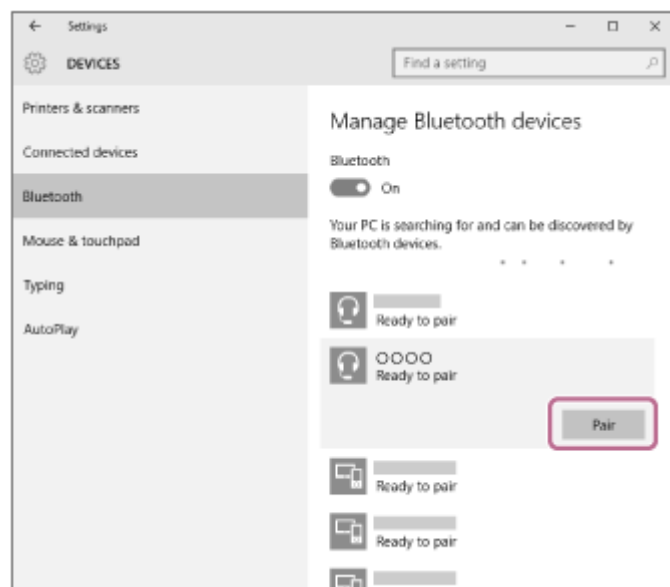 Settings
DEVICES
Find a setting
Printers & scanners
Connected devices
Bluetooth
Mouse & touchpad
Typing
AutoPlay
Manage Bluetooth devices
Bluetooth
On
Your PC is searching for and can be discovered by
Bluetooth devices.
Ready to pair
OOOO
Ready to pair
Pair
Ready to pair
Ready to pair